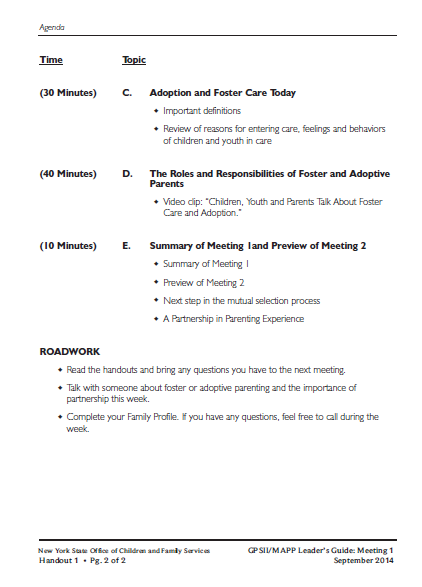 Agenda
Time Topic
(30 Minutes) C. Adoption and Foster Care Today
✦ Important definitions
✦ Review of reasons for entering care, feelings and behaviors
of children and youth in care
(40 Minutes) D. The Roles and Responsibilities of Foster and Adoptive
Parents
✦ Video clip: “Children, Youth and Parents Talk About Foster
Care and Adoption.”
(10 Minutes) E. Summary of Meeting 1and Preview of Meeting 2
✦ Summary of Meeting 1
✦ Preview of Meeting 2
✦ Next step in the mutual selection process
✦ A Partnership in Parenting Experience
ROADWORK
✦ Read the handouts and bring any questions you have to the next meeting.
✦ Talk with someone about foster or adoptive parenting and the importance of
partnership this week.
✦ Complete your Family Profile. If you have any questions, feel free to call during the
week.
New York State Office of Children and Family Services GPSII/MAPP Leader's Guide: Meeting 1
Handout 1 • Pg. 2 of 2 September 2014